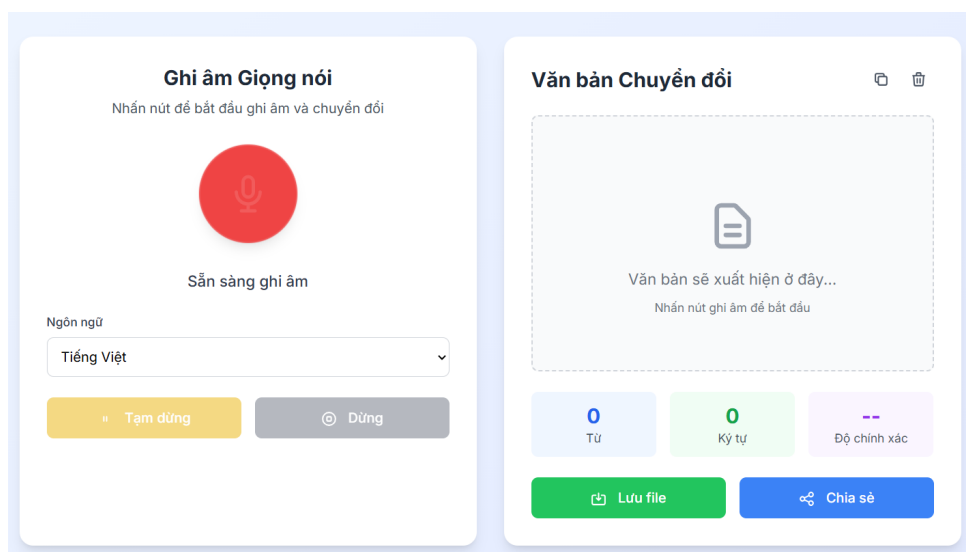 Ghi âm Giọng nói
Nhấn nút để bắt đầu ghi âm và chuyển đổi
Sẵn sàng ghi âm
Ngôn ngữ
Tiếng Việt
Tạm dừng
Dừng
Văn bản Chuyển đổi
Văn bản sẽ xuất hiện ở đây...
Nhấn nút ghi âm để bắt đầu
0
Từ
0
Ký tự
--
Độ chính xác
Lưu file
Chia sẻ